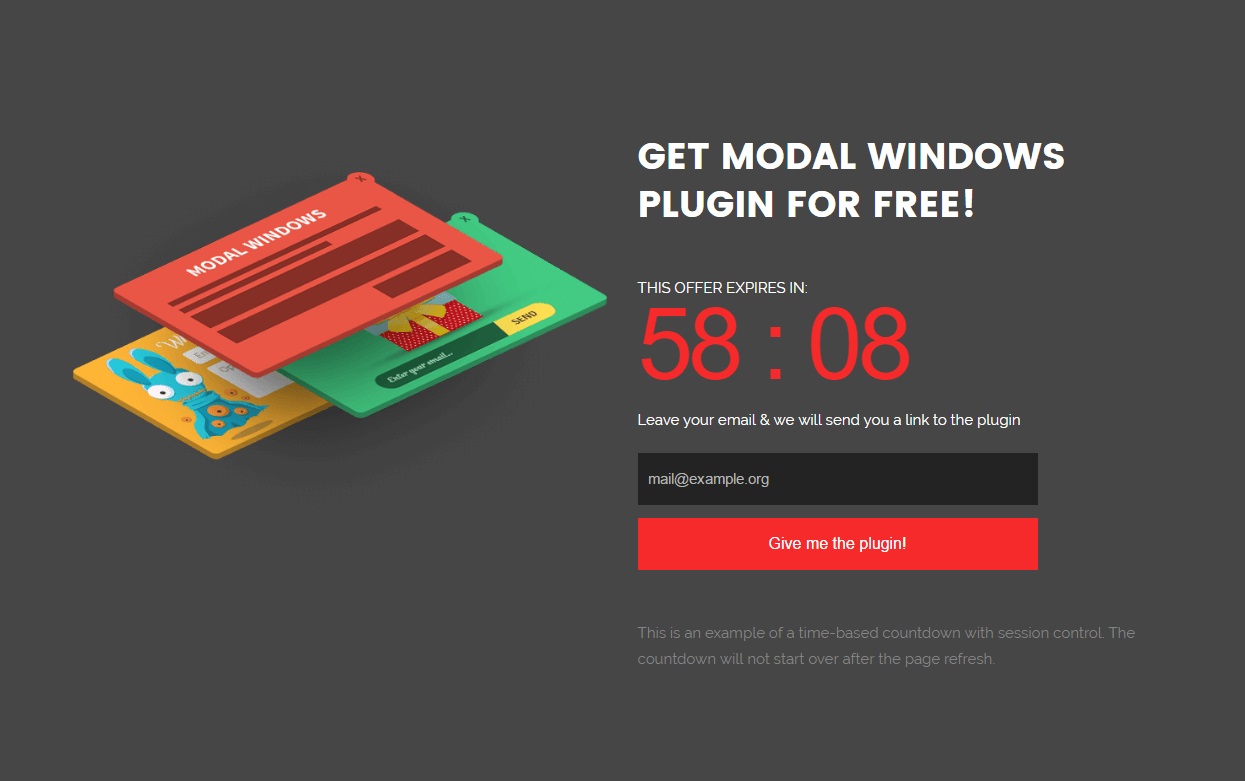 GET MODAL WINDOWS
PLUGIN FOR FREE!
X
MODAL WINDOWS
X
SEND
Enter your email...
THIS OFFER EXPIRES IN:
58 : 08
Leave your email & we will send you a link to the plugin
mail@example.org
Give me the plugin!
This is an example of a time-based countdown with session control. The
countdown will not start over after the page refresh.